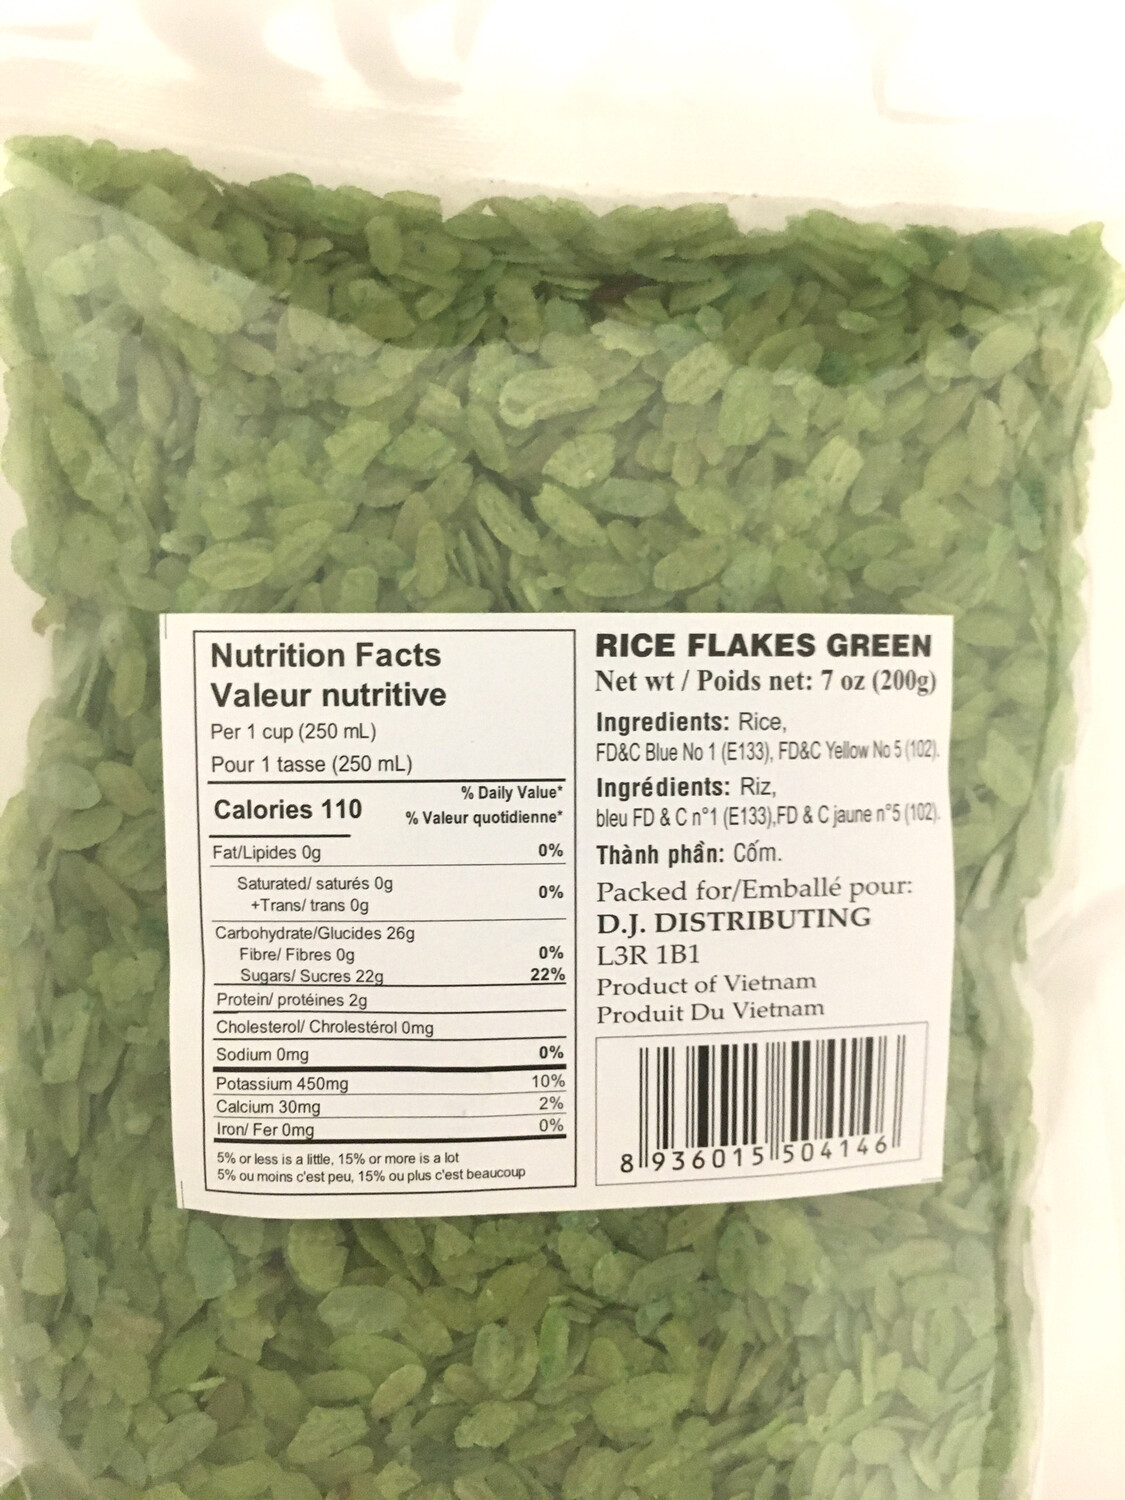 Nutrition Facts
Valeur nutritive
Per 1 cup (250 mL)
Pour 1 tasse (250 mL)
% Daily Value*
Calories 110
% Valeur quotidienne*
Fat/Lipides 0g 0%
Saturated/ saturés 0g
+Trans/ trans 0g
0%
Carbohydrate/Glucides 26g
Fibre/ Fibres 0g 0%
Sugars/ Sucres 22g 22%
Protein/ protéines 2g
Cholesterol/ Chrolestérol 0mg
Sodium 0mg 0%
Potassium 450mg 10%
Calcium 30mg 2%
Iron/ Fer 0mg 0%
5% or less is a little, 15% or more is a lot
5% ou moins c'est peu, 15% ou plus c'est beaucoup
RICE FLAKES GREEN
Net wt / Poids net: 7 oz (200g)
Ingredients: Rice,
FD&C Blue No 1 (E133), FD&C Yellow No 5 (102).
Ingrédients: Riz,
bleu FD & C n°1 (E133),FD & C jaune n°5 (102).
Thành phần: Cốm.
Packed for/Emballé pour:
D.J. DISTRIBUTING
L3R 1B1
Product of Vietnam
Produit Du Vietnam
8 936015 504146